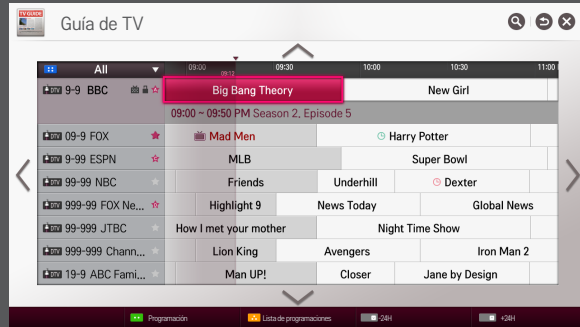 TV GUIDE
Guía de TV
All
09:00
09:12
09:30
10:00
10:30
11:00
DTV 9-9 BBC
Big Bang Theory
New Girl
09:00 ~ 09:50 PM Season 2, Episode 5
DTV 09-9 FOX
Mad Men
Harry Potter
DTV 9-99 ESPN
MLB
Super Bowl
DTV 99-99 NBC
Friends
Underhill
Dexter
DTV 999-99 FOX Ne...
Highlight 9
News Today
Global News
DTV 99-999 JTBC
How I met your mother
Night Time Show
DTV 999-999 Chann...
Lion King
Avengers
Iron Man 2
DTV 19-9 ABC Fami...
Man UP!
Closer
Jane by Design
Programación
Lista de programaciones
-24H
+24H